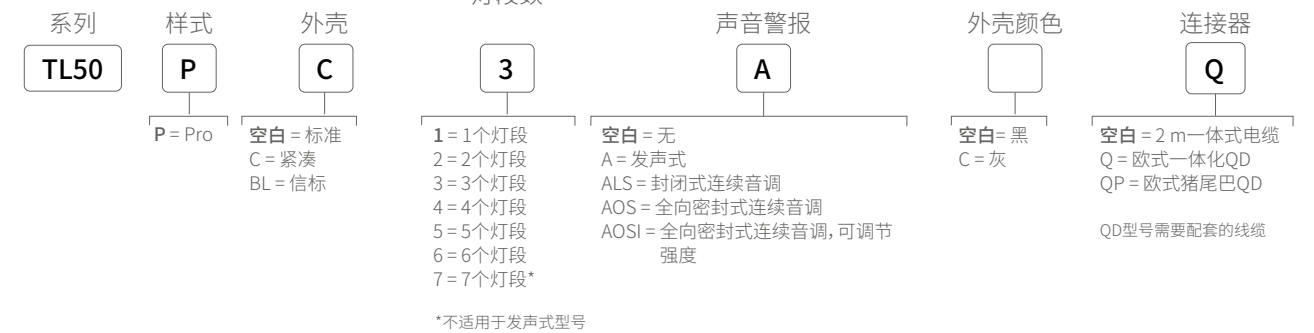 系列
样式
外壳
声音警报
外壳颜色
连接器
TL50
P
C
3
A
Q
P = Pro
空白 = 标准
C = 紧凑
BL = 信标
1 = 1个灯段
2 = 2个灯段
3 = 3个灯段
4 = 4个灯段
5 = 5个灯段
6 = 6个灯段
7 = 7个灯段*
*不适用于发声式型号
空白 = 无
A = 发声式
ALS = 封闭式连续音调
AOS = 全向密封式连续音调
AOSI = 全向密封式连续音调,可调节
强度
空白= 黑
C = 灰
空白 = 2 m一体式电缆
Q = 欧式一体化QD
QP = 欧式猪尾巴QD
QD型号需要配套的线缆